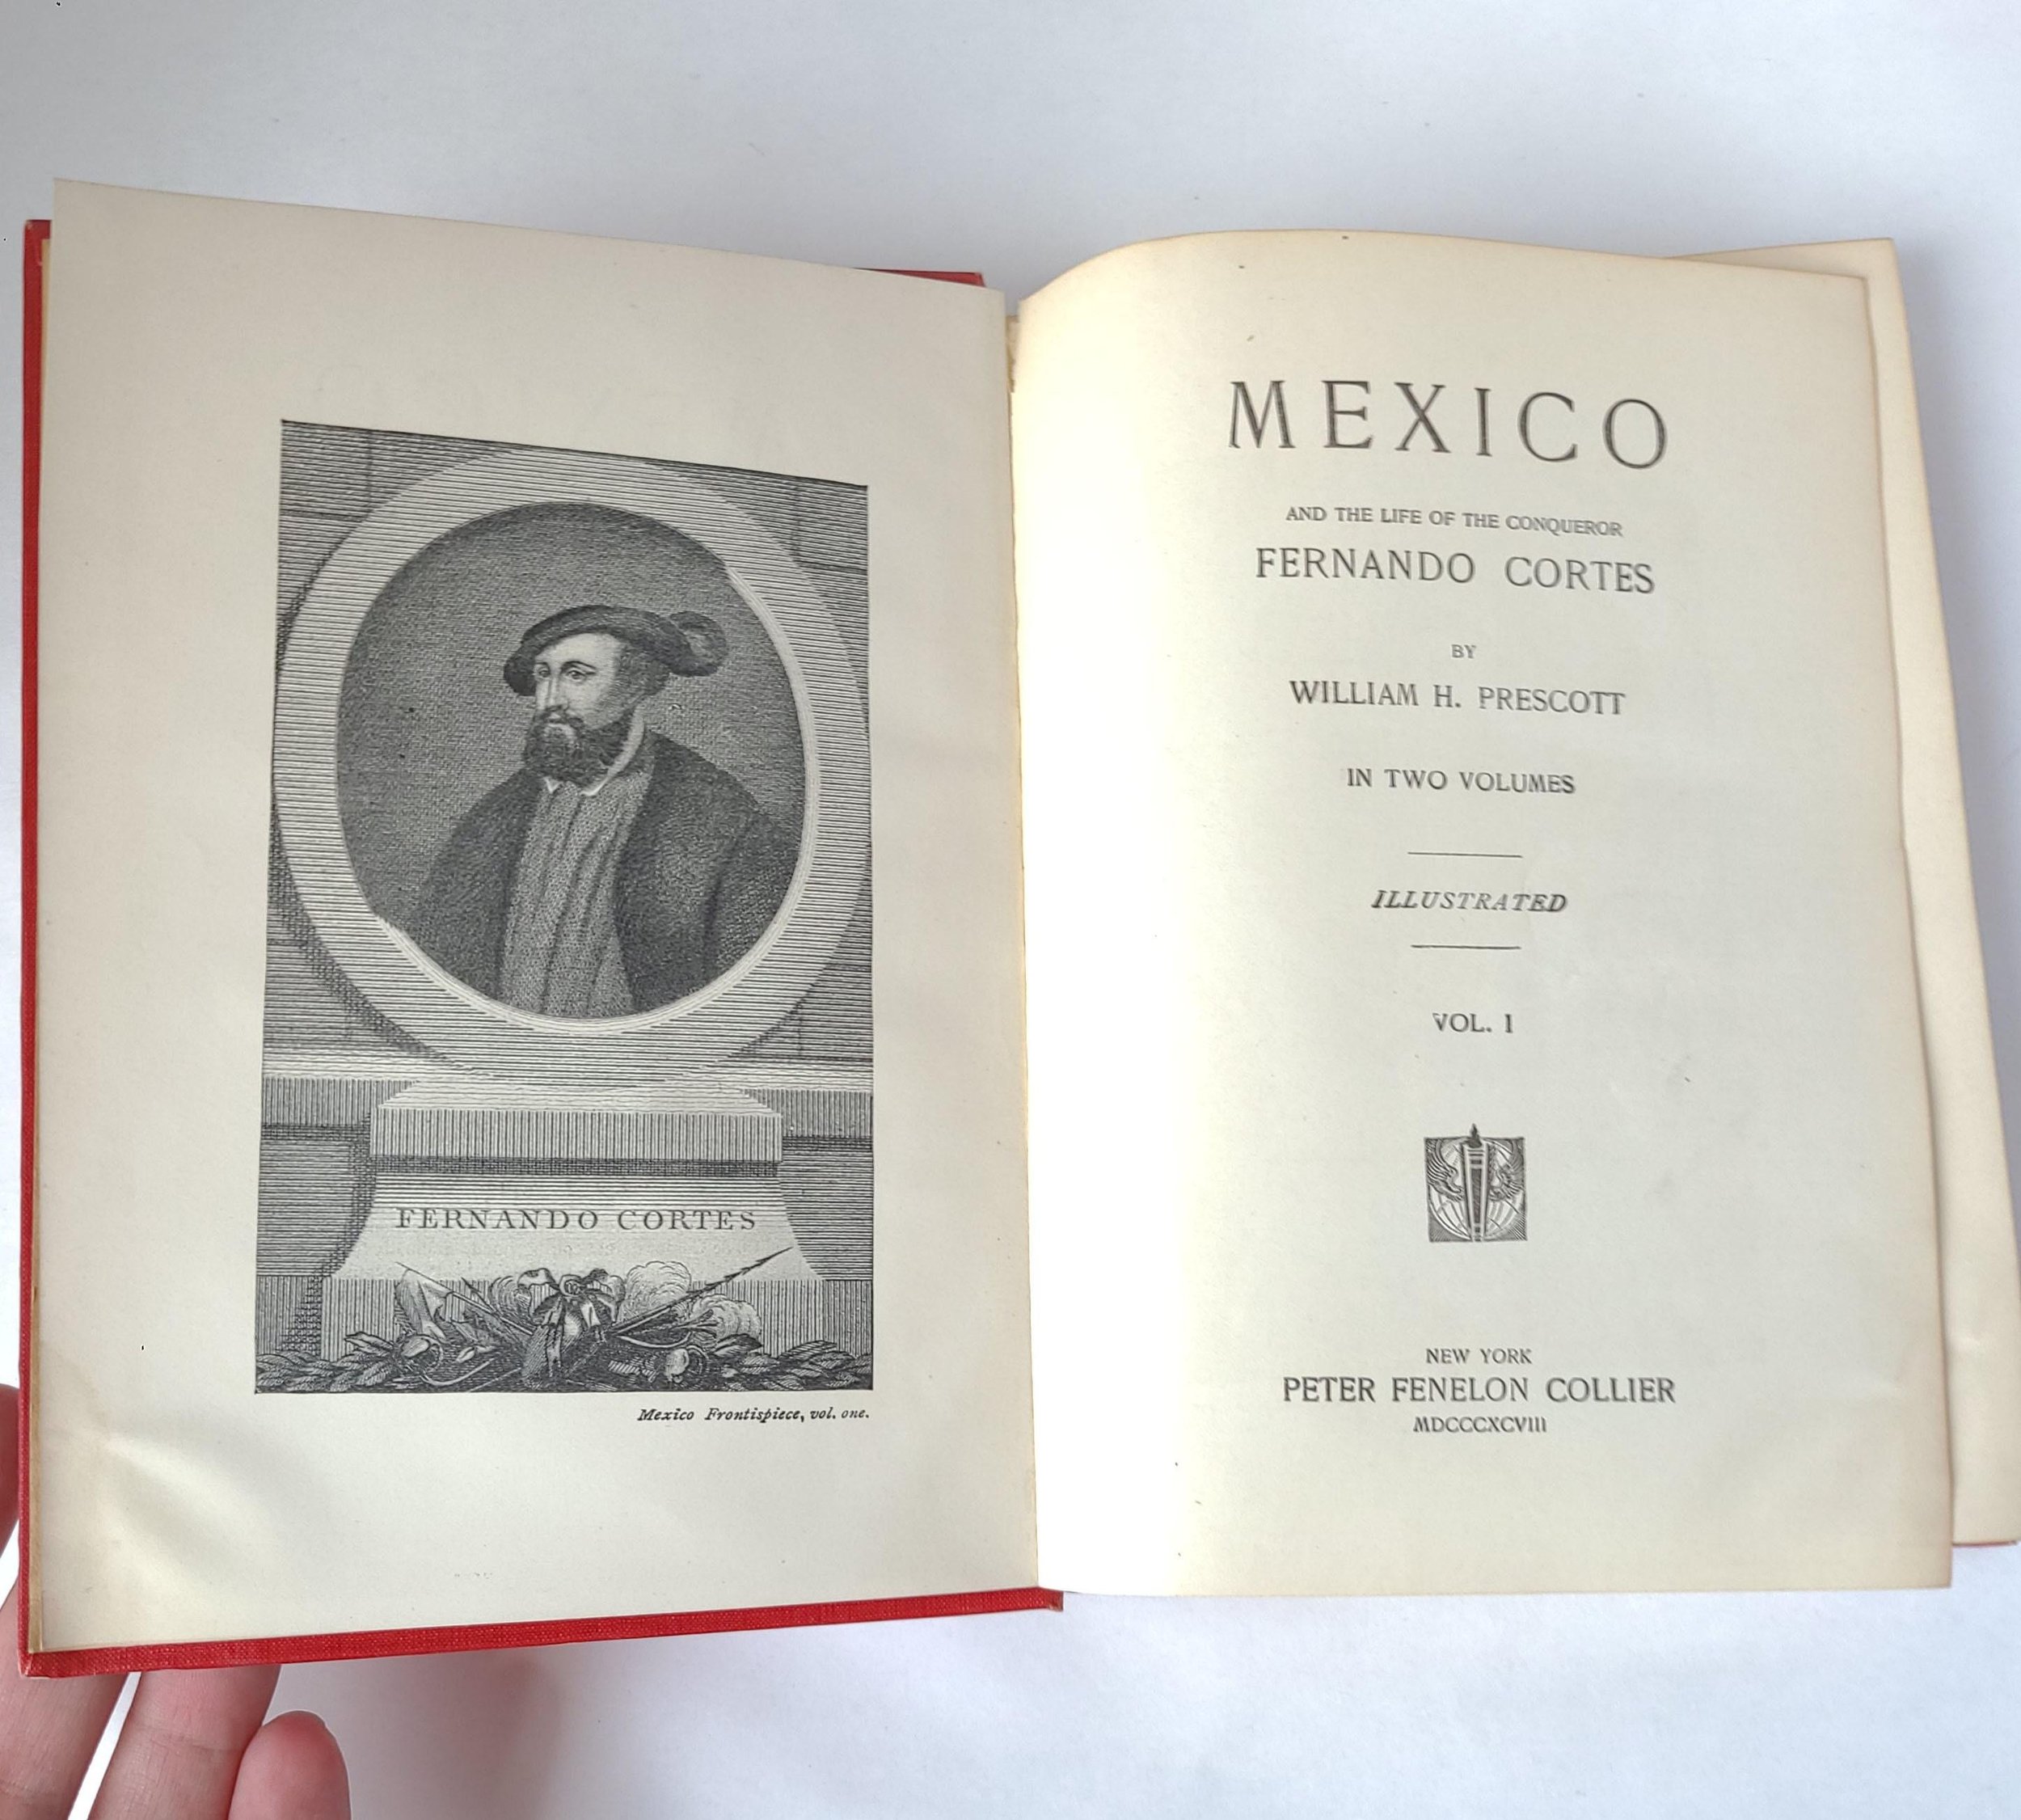 FERNANDO CORTES
Mexico Frontispiece, vol. one.
MEXICO
AND THE LIFE OF THE CONQUEROR
FERNANDO CORTES
BY
WILLIAM H. PRESCOTT
IN TWO VOLUMES
ILLUSTRATED
VOL. I
NEW YORK
PETER FENELON COLLIER
MDCCCXCVIII